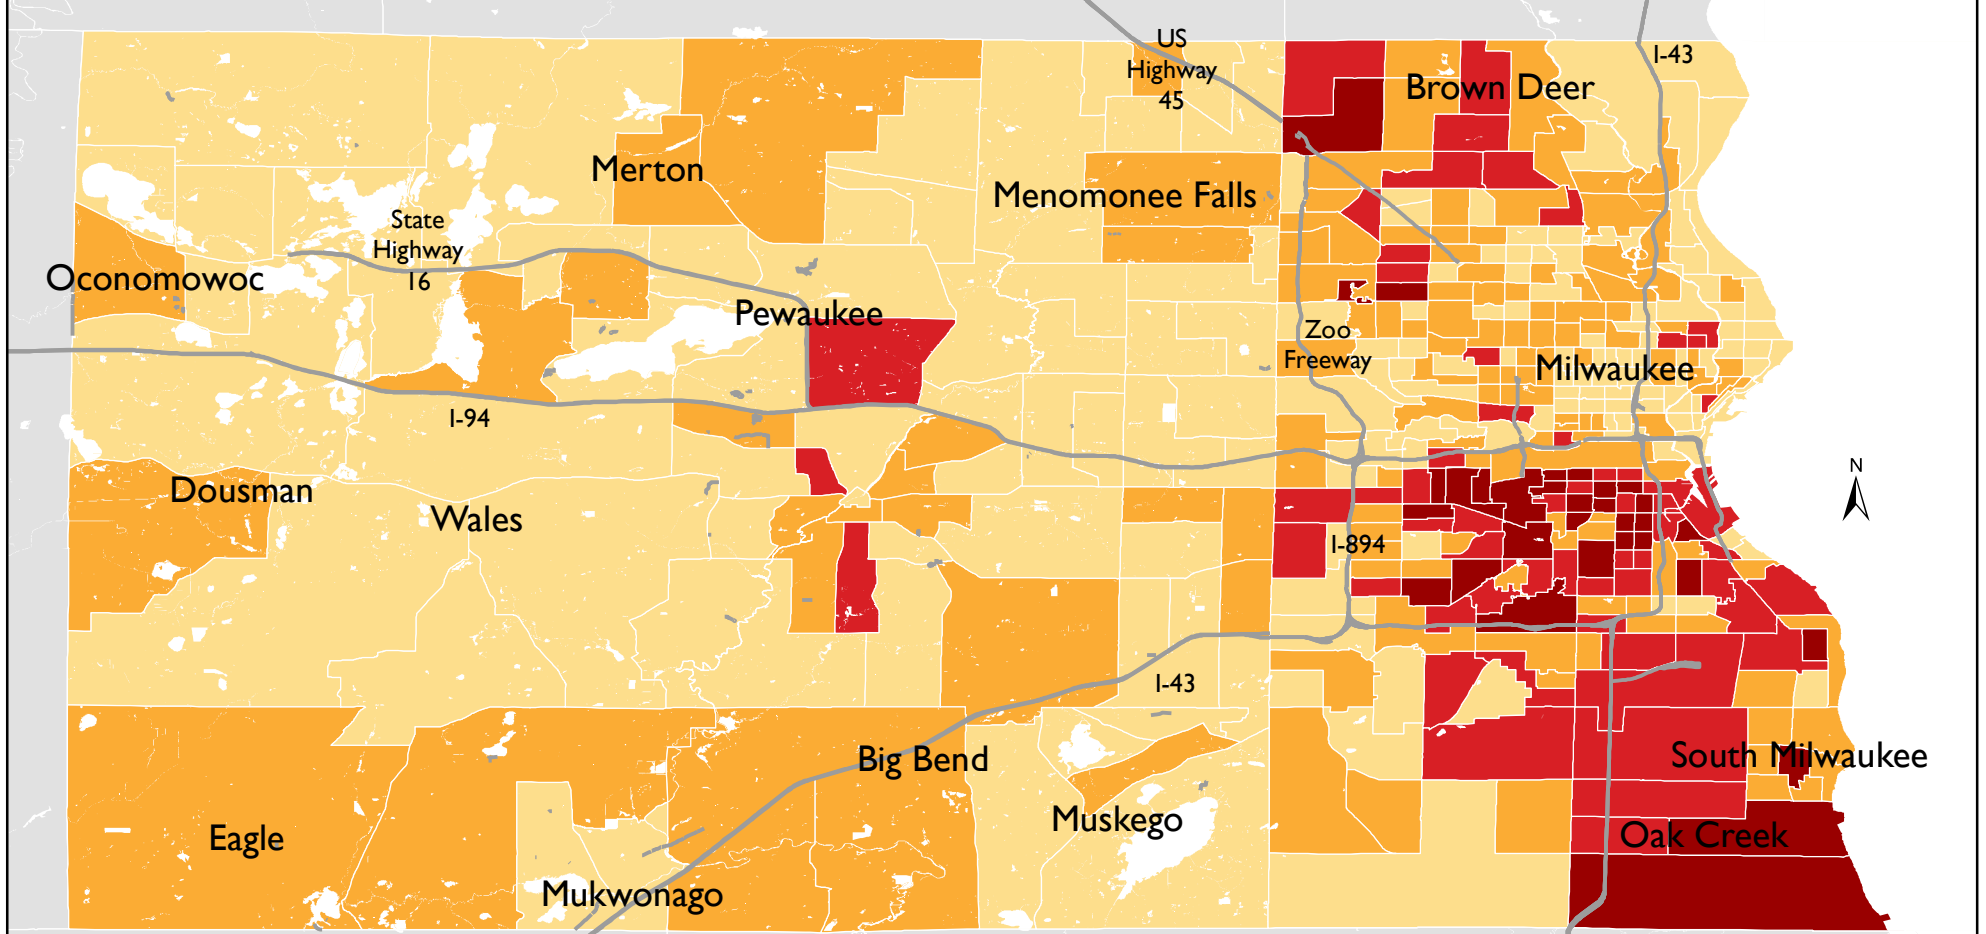 US
Highway
45
I-43
Brown Deer
Merton
Menomonee Falls
State
Highway
16
Oconomowoc
Pewaukee
Zoo
Freeway
Milwaukee
I-94
N
Dousman
Wales
I-894
I-43
Big Bend
South Milwaukee
Muskego
Eagle
Oak Creek
Mukwonago